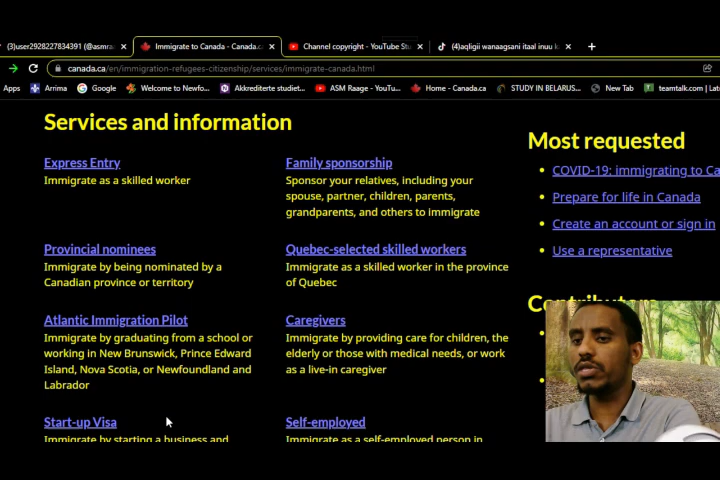 (3)user2928227834391 (@asmra
Immigrate to Canada - Canada.c
Channel copyright - YouTube Stu
(4)aqligii wanaagsani itaal inuu k
canada.ca/en/immigration-refugees-citizenship/services/immigrate-canada.html
Apps
Arrima
Google
Welcome to Newfo...
Akkrediterte studiet...
ASM Raage - YouTu...
Home - Canada.ca
STUDY IN BELARUS...
New Tab
teamtalk.com | Late
Services and information
Express Entry
Immigrate as a skilled worker
Family sponsorship
Sponsor your relatives, including your
spouse, partner, children, parents,
grandparents, and others to immigrate
Provincial nominees
Immigrate by being nominated by a
Canadian province or territory
Quebec-selected skilled workers
Immigrate as a skilled worker in the province
of Quebec
Atlantic Immigration Pilot
Immigrate by graduating from a school or
working in New Brunswick, Prince Edward
Island, Nova Scotia, or Newfoundland and
Labrador
Caregivers
Immigrate by providing care for children, the
elderly or those with medical needs, or work
as a live-in caregiver
Start-up Visa
Immigrate by starting a business and
Self-employed
Immigrate as a self-employed person in
Most requested
COVID-19: immigrating to Ca
Prepare for life in Canada
Create an account or sign in
Use a representative
Contributors